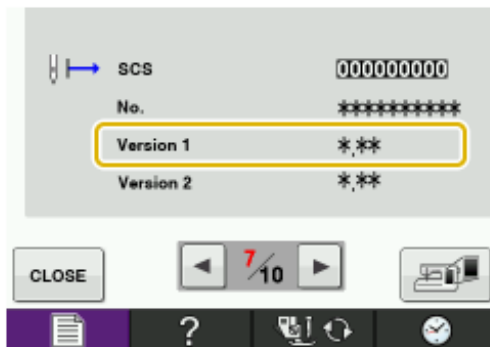 SCS 000000000
No. **********
Version 1 *.**
Version 2 *.**
CLOSE 7/10
?